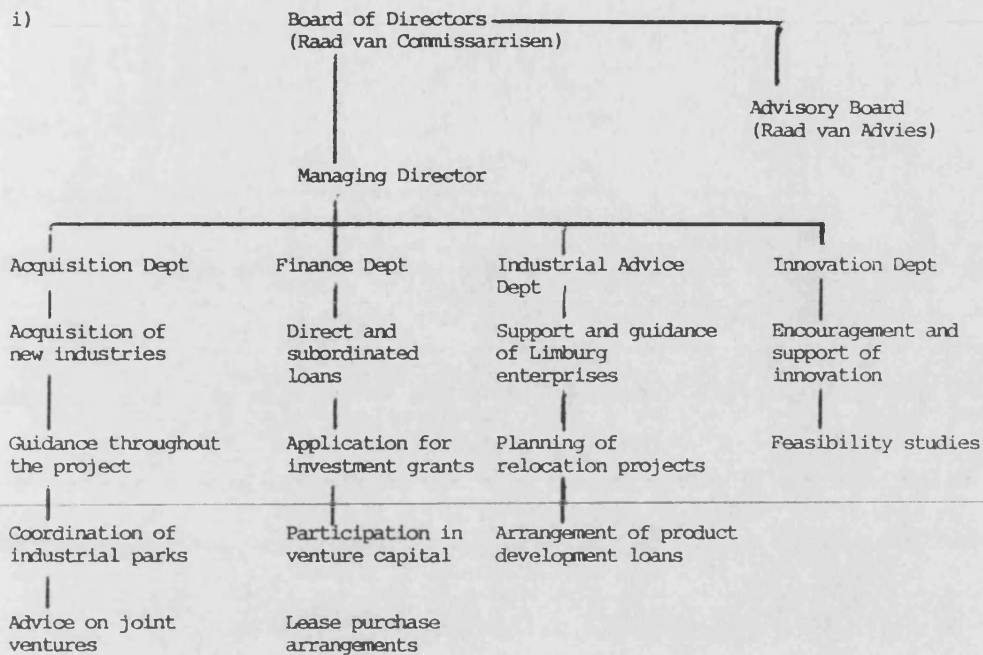 i)
Board of Directors
(Raad van Commissarrisen)
Advisory Board
(Raad van Advies)
Managing Director
Acquisition Dept
Finance Dept
Industrial Advice
Dept
Innovation Dept
Acquisition of
new industries
Direct and
subordinated
loans
Support and guidance
of Limburg
enterprises
Encouragement and
support of
innovation
Guidance throughout
the project
Application for
investment grants
Planning of
relocation projects
Feasibility studies
Coordination of
industrial parks
Participation in
venture capital
Arrangement of product
development loans
Advice on joint
ventures
Lease purchase
arrangements